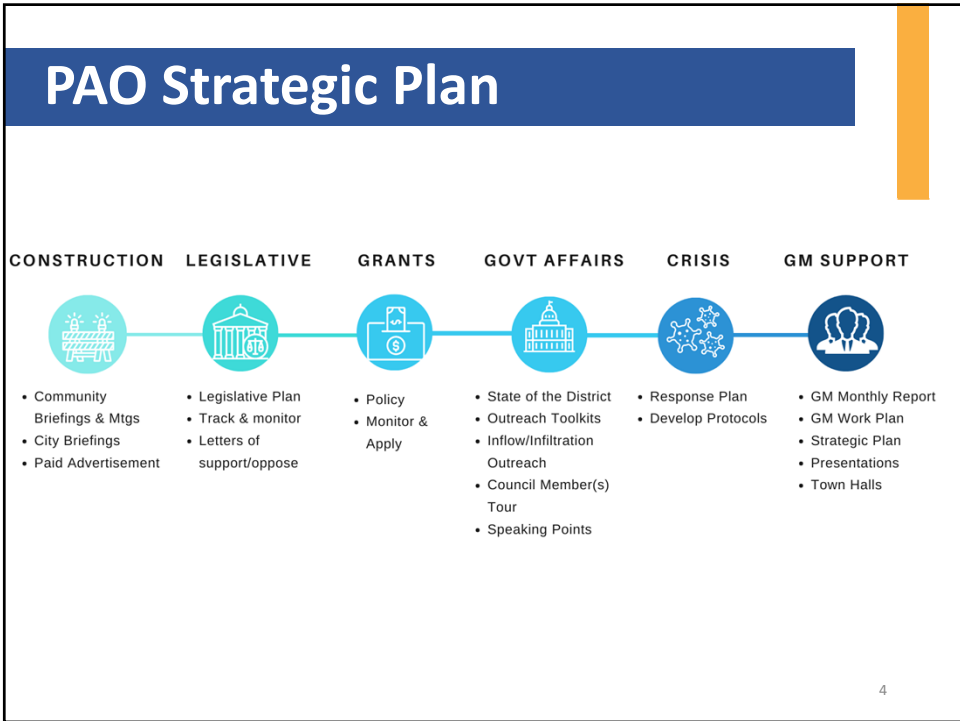 PAO Strategic Plan
CONSTRUCTION
• Community
Briefings & Mtgs
• City Briefings
• Paid Advertisement
LEGISLATIVE
• Legislative Plan
• Track & monitor
• Letters of
support/oppose
GRANTS
$
• Policy
• Monitor &
Apply
GOVT AFFAIRS
• State of the District
• Outreach Toolkits
• Inflow/Infiltration
Outreach
• Council Member(s)
Tour
• Speaking Points
CRISIS
• Response Plan
• Develop Protocols
GM SUPPORT
• GM Monthly Report
• GM Work Plan
• Strategic Plan
• Presentations
• Town Halls
4